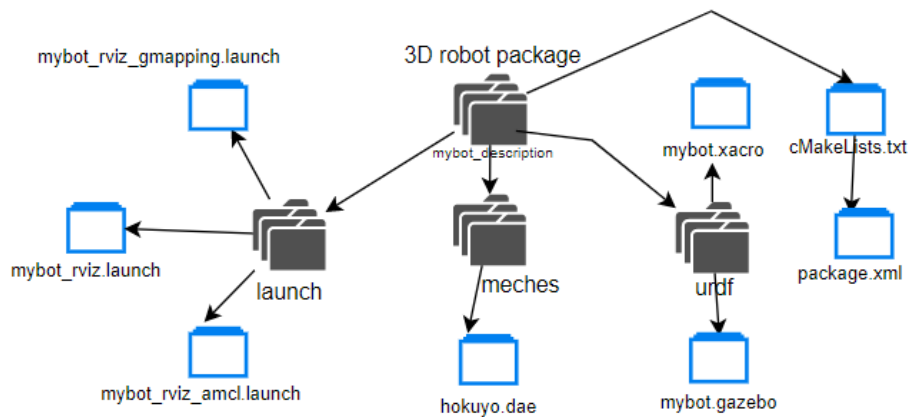 3D robot package
mybot_rviz_gmapping.launch
mybot_description
mybot.xacro
cMakeLists.txt
mybot_rviz.launch
launch
meches
urdf
package.xml
mybot_rviz_amcl.launch
hokuyo.dae
mybot.gazebo